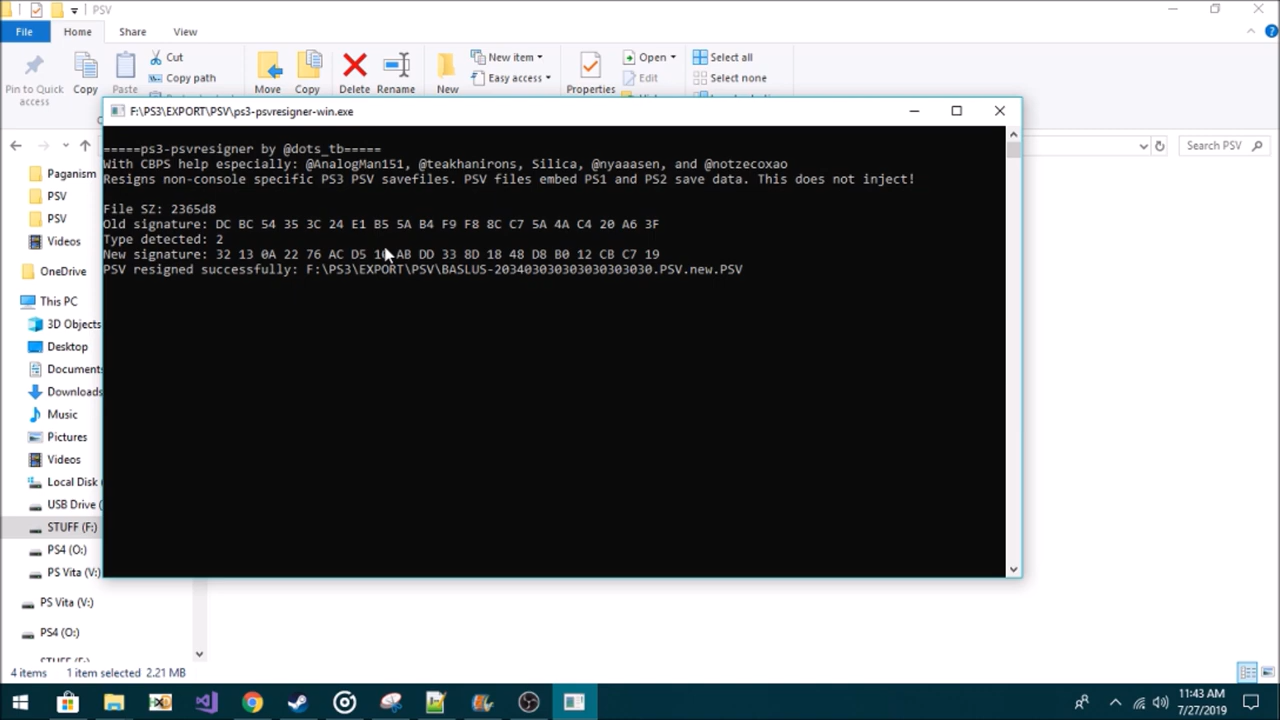 PSV
File
Home
Share
View
Pin to Quick
access
Copy
Paste
Cut
Copy path
Move
Copy
Delete
Rename
New
New item
Easy access
Properties
Open
Edit
Select all
Select none
F:\PS3\EXPORT\PSV\ps3-psvresigner-win.exe
Search PSV
=====ps3-psvresigner by @dots_tb=====
With CBPS help especially: @AnalogMan151, @teakhanirons, Silica, @nyaaasen, and @notzecoxao
Resigns non-console specific PS3 PSV savefiles. PSV files embed PS1 and PS2 save data. This does not inject!
File SZ: 2365d8
Old signature: DC BC 54 35 3C 24 E1 B5 5A B4 F9 F8 8C C7 5A 4A C4 20 A6 3F
Type detected: 2
New signature: 32 13 0A 22 76 AC D5 AB DD 33 8D 18 48 D8 B0 12 CB C7 19
PSV resigned successfully: F:\PS3\EXPORT\PSV\BASLUS-203403030303030303030.PSV.new.PSV
Paganism
PSV
PSV
Videos
OneDrive
This PC
3D Objects
Desktop
Documents
Downloads
Music
Pictures
Videos
Local Disk
USB Drive (
STUFF (F:)
PS4 (O:)
PS Vita (V:)
PS Vita (V:)
PS4 (O:)
4 items
1 item selected 2.21 MB
11:43 AM
7/27/2019